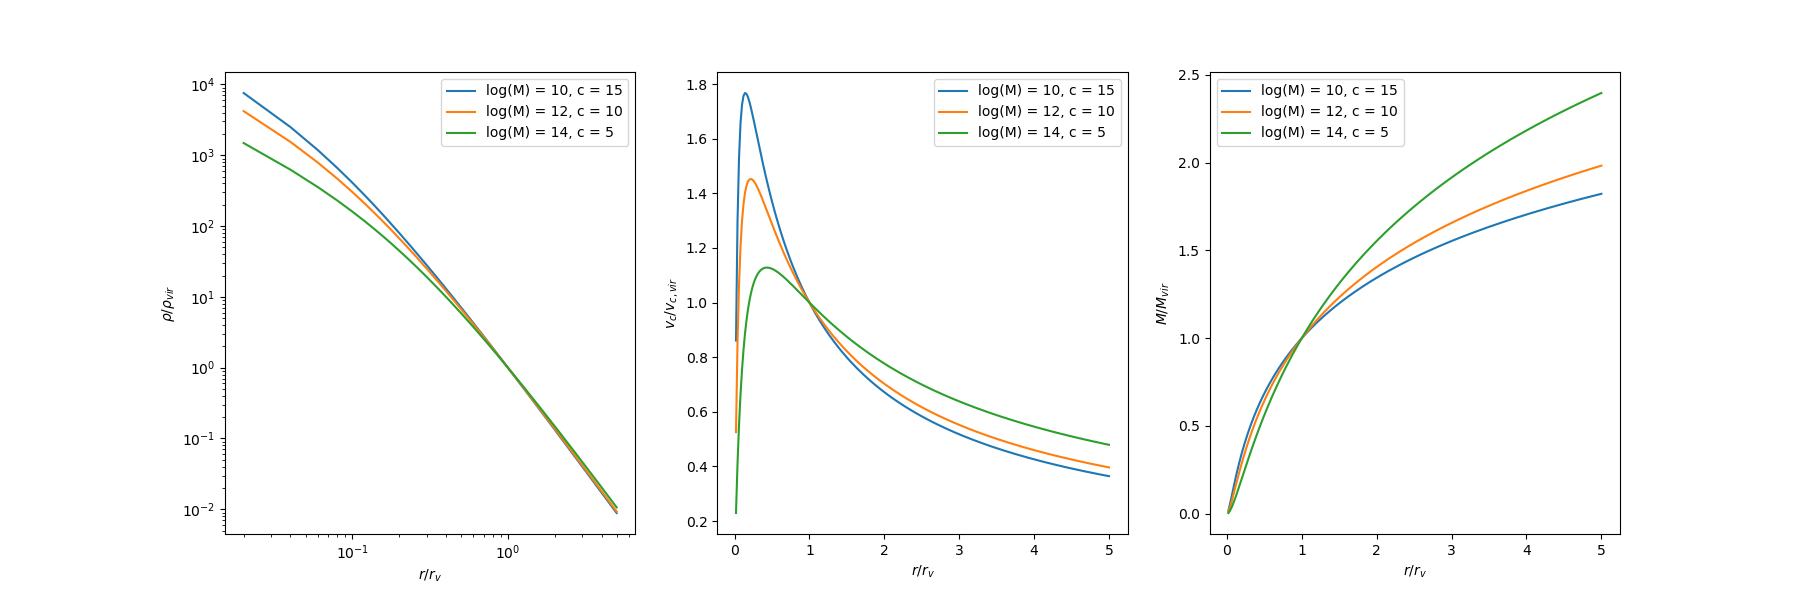 10^4
10^3
10^2
10^1
10^0
10^−1
10^−2
ρ/ρ_vir
log(M) = 10, c = 15
log(M) = 12, c = 10
log(M) = 14, c = 5
10^−1 10^0
r/r_v
1.8
1.6
1.4
1.2
1.0
0.8
0.6
0.4
0.2
v_c/v_c,vir
log(M) = 10, c = 15
log(M) = 12, c = 10
log(M) = 14, c = 5
0 1 2 3 4 5
r/r_v
2.5
2.0
1.5
1.0
0.5
0.0
M/M_vir
log(M) = 10, c = 15
log(M) = 12, c = 10
log(M) = 14, c = 5
0 1 2 3 4 5
r/r_v